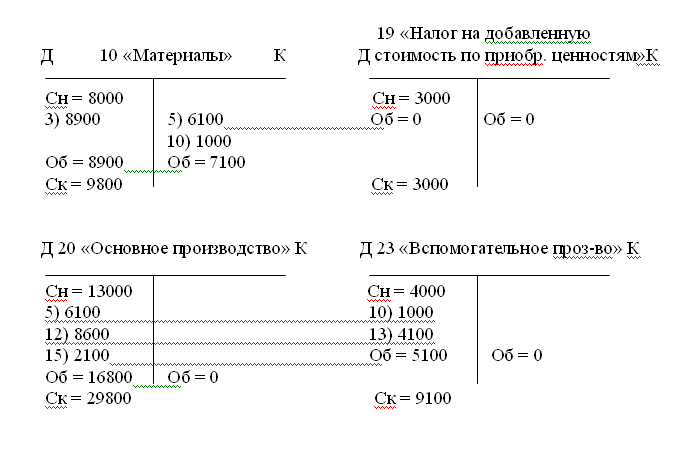 19 «Налог на добавленную
Д 10 «Материалы» К
Д стоимость по приобр. ценностям»К
Сн = 8000
3) 8900 5) 6100
10) 1000
Об = 8900 Об = 7100
Ск = 9800
Сн = 3000
Об = 0 Об = 0
Ск = 3000
Д 20 «Основное производство» К
Сн = 13000
5) 6100
12) 8600
15) 2100
Об = 16800 Об = 0
Ск = 29800
Д 23 «Вспомогательное проз-во» К
Сн = 4000
10) 1000
13) 4100
Об = 5100 Об = 0
Ск = 9100